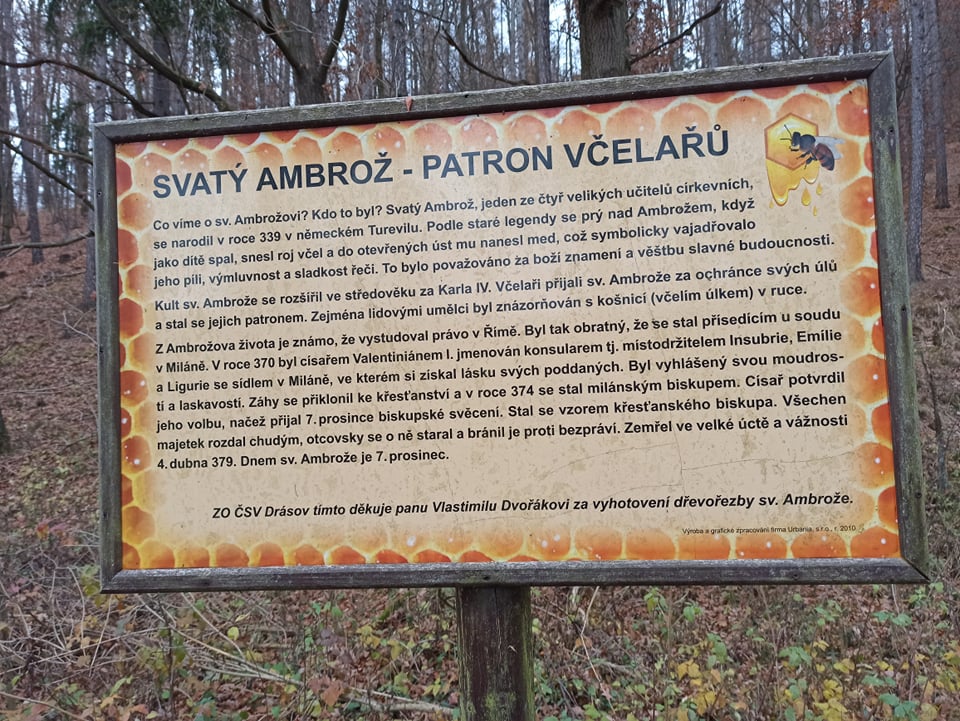 SVATÝ AMBROŽ - PATRON VČELAŘŮ
Co víme o sv. Ambrožovi? Kdo to byl? Svatý Ambrož, jeden ze čtyř velikých učitelů církevních,
se narodil v roce 339 v německém Turevilu. Podle staré legendy se prý nad Ambrožem, když
jako dítě spal, snesl roj včel a do otevřených úst mu nanesl med, což symbolicky vajadřovalo
jeho píli, výmluvnost a sladkost řeči. To bylo považováno za boží znamení a věštbu slavné budoucnosti.
Kult sv. Ambrože se rozšířil ve středověku za Karla IV. Včelaři přijali sv. Ambrože za ochránce svých úlů
a stal se jejich patronem. Zejména lidovými umělci byl znázorňován s košnicí (včelím úlkem) v ruce.
Z Ambrožova života je známo, že vystudoval právo v Římě. Byl tak obratný, že se stal přísedícím u soudu
v Miláně. V roce 370 byl císařem Valentiniánem I. jmenován konsularem tj. místodržitelem Insubrie, Emílie
a Ligurie se sídlem v Miláně, ve kterém si získal lásku svých poddaných. Byl vyhlášený svou moudros-
tí a laskavostí. Záhy se přiklonil ke křesťanství a v roce 374 se stal milánským biskupem. Císař potvrdil
jeho volbu, načež přijal 7. prosince biskupské svěcení. Stal se vzorem křesťanského biskupa. Všechen
majetek rozdal chudým, otcovsky se o ně staral a bránil je proti bezpráví. Zemřel ve velké úctě a vážnosti
4. dubna 379. Dnem sv. Ambrože je 7. prosinec.
ZO ČSV Drásov tímto děkuje panu Vlastimilu Dvořákovi za vyhotovení dřevořezby sv. Ambrože.
Výroba a grafické zpracování firma Urbania, s.r.o., r. 2010